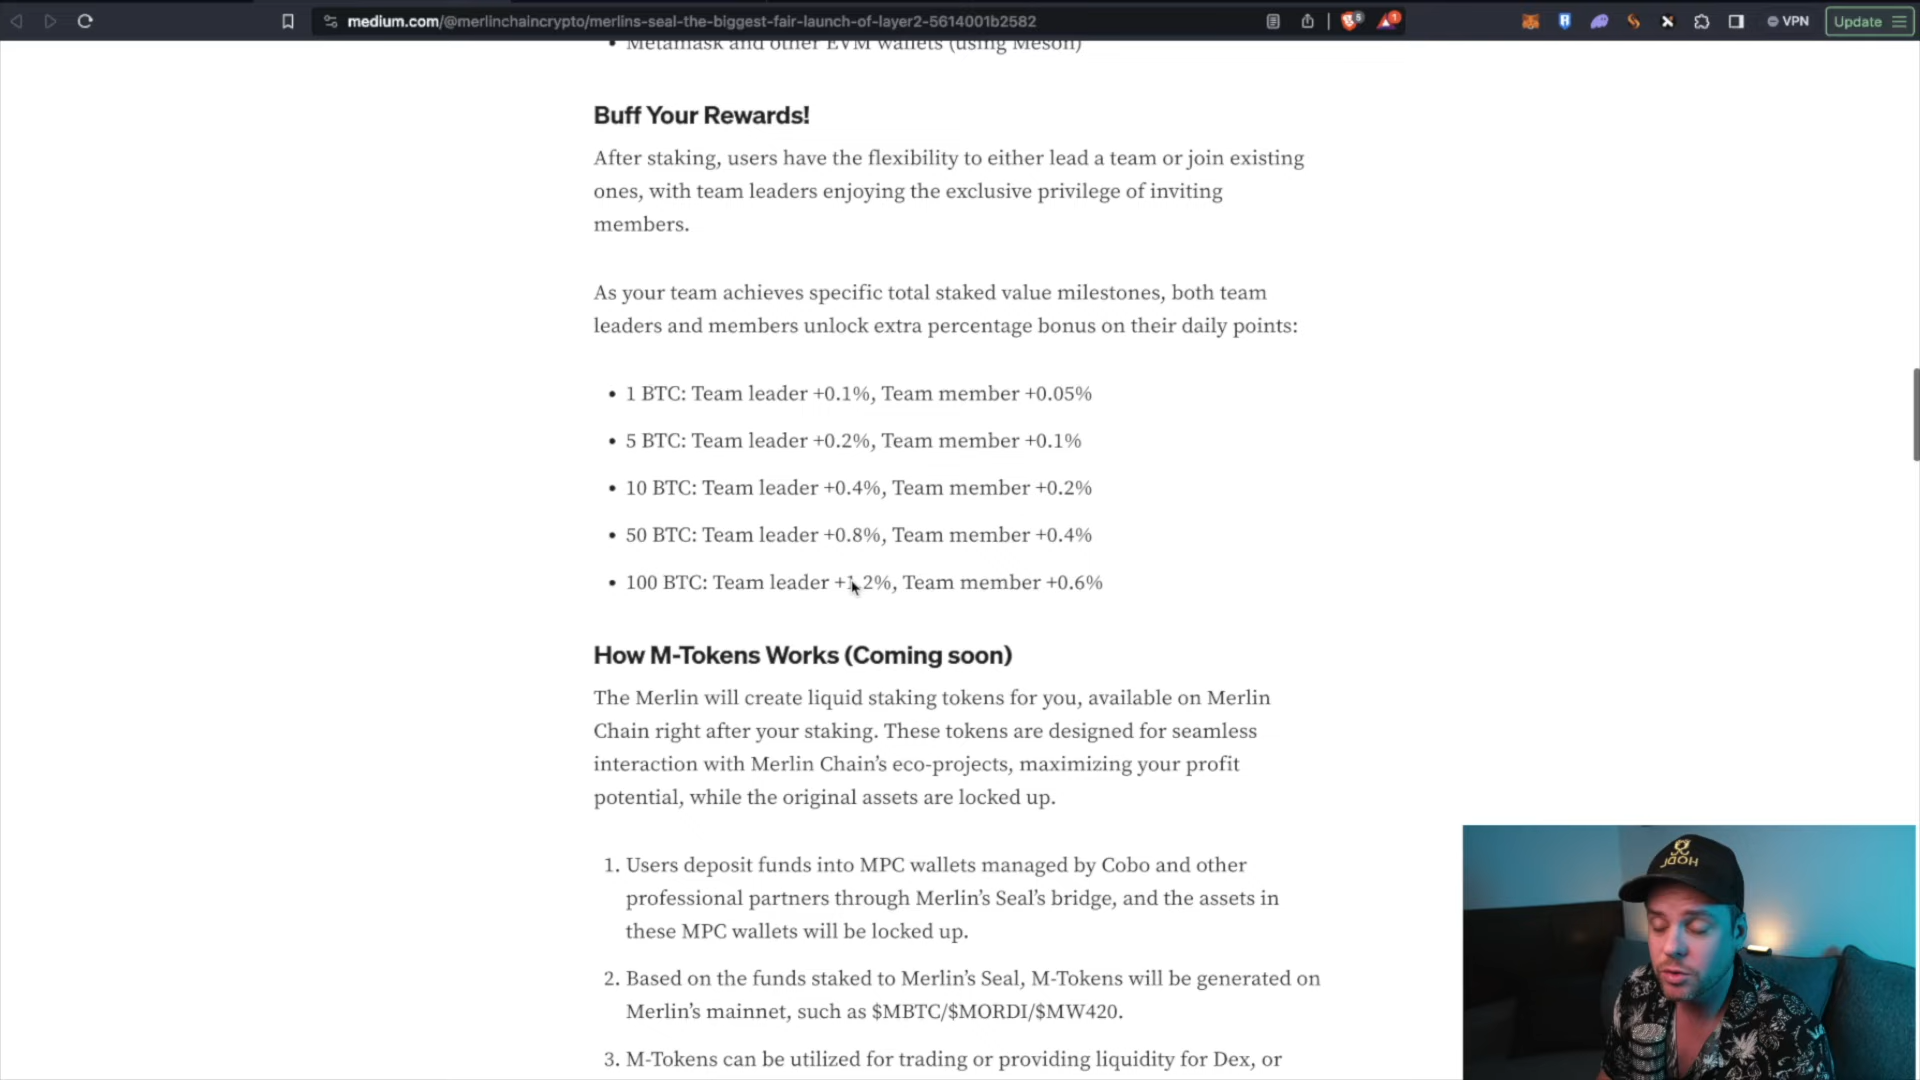 medium.com/@merlinchaincrypto/merlins-seal-the-biggest-fair-launch-of-layer2-5614001b2582
VPN
Update
• Metamask and other EVM wallets (using Meson)
Buff Your Rewards!
After staking, users have the flexibility to either lead a team or join existing
ones, with team leaders enjoying the exclusive privilege of inviting
members.
As your team achieves specific total staked value milestones, both team
leaders and members unlock extra percentage bonus on their daily points:
• 1 BTC: Team leader +0.1%, Team member +0.05%
• 5 BTC: Team leader +0.2%, Team member +0.1%
• 10 BTC: Team leader +0.4%, Team member +0.2%
• 50 BTC: Team leader +0.8%, Team member +0.4%
• 100 BTC: Team leader +1.2%, Team member +0.6%
How M-Tokens Works (Coming soon)
The Merlin will create liquid staking tokens for you, available on Merlin
Chain right after your staking. These tokens are designed for seamless
interaction with Merlin Chain’s eco-projects, maximizing your profit
potential, while the original assets are locked up.
1. Users deposit funds into MPC wallets managed by Cobo and other
professional partners through Merlin’s Seal’s bridge, and the assets in
these MPC wallets will be locked up.
2. Based on the funds staked to Merlin’s Seal, M-Tokens will be generated on
Merlin’s mainnet, such as $MBTC/$MORDI/$MW420.
3. M-Tokens can be utilized for trading or providing liquidity for Dex, or